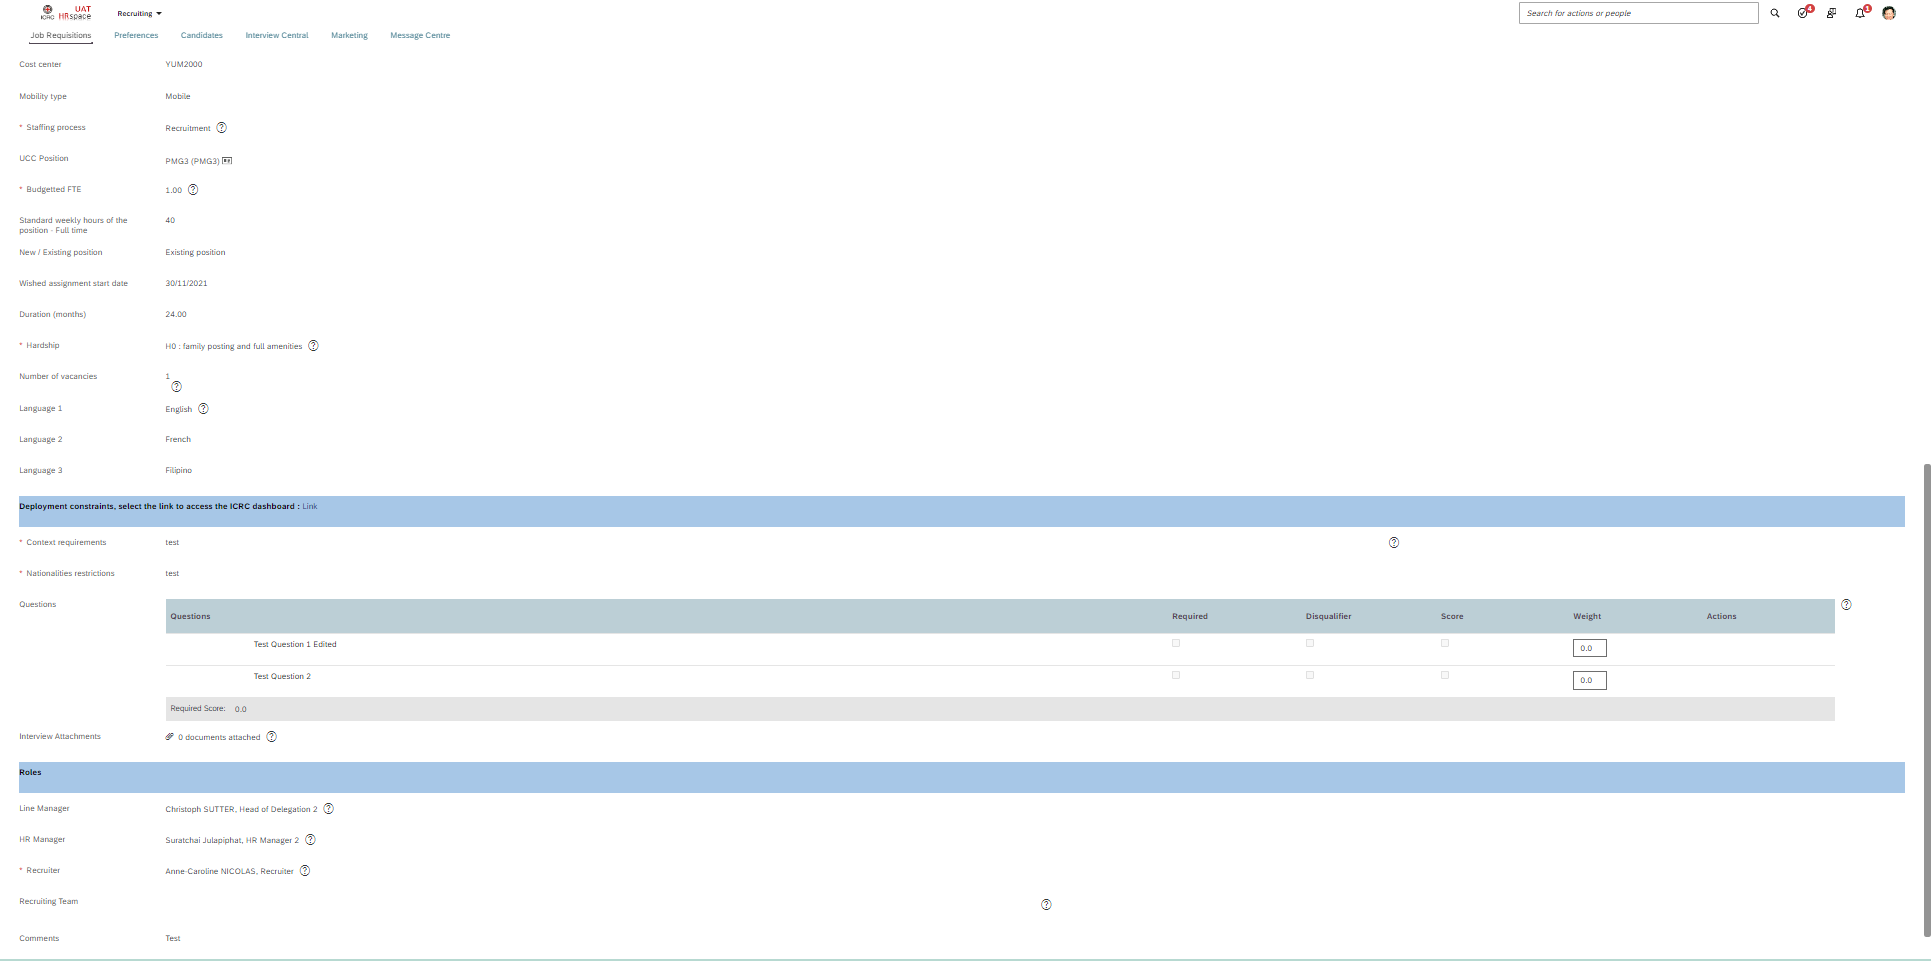 ICRC
UAT
HRspace
Recruiting
Search for actions or people
4
1
Job Requisitions
Preferences
Candidates
Interview Central
Marketing
Message Centre
Cost center
YUM2000
Mobility type
Mobile
* Staffing process
Recruitment
UCC Position
PMG3 (PMG3)
* Budgetted FTE
1.00
Standard weekly hours of the
position - Full time
40
New / Existing position
Existing position
Wished assignment start date
30/11/2021
Duration (months)
24.00
* Hardship
H0 : family posting and full amenities
Number of vacancies
1
Language 1
English
Language 2
French
Language 3
Filipino
Deployment constraints, select the link to access the ICRC dashboard : Link
* Context requirements
test
* Nationalities restrictions
test
Questions
Questions
Required
Disqualifier
Score
Weight
Actions
Test Question 1 Edited
0.0
Test Question 2
0.0
Required Score: 0.0
Interview Attachments
0 documents attached
Roles
Line Manager
Christoph SUTTER, Head of Delegation 2
HR Manager
Suratchai Julapiphat, HR Manager 2
* Recruiter
Anne-Caroline NICOLAS, Recruiter
Recruiting Team
Comments
Test